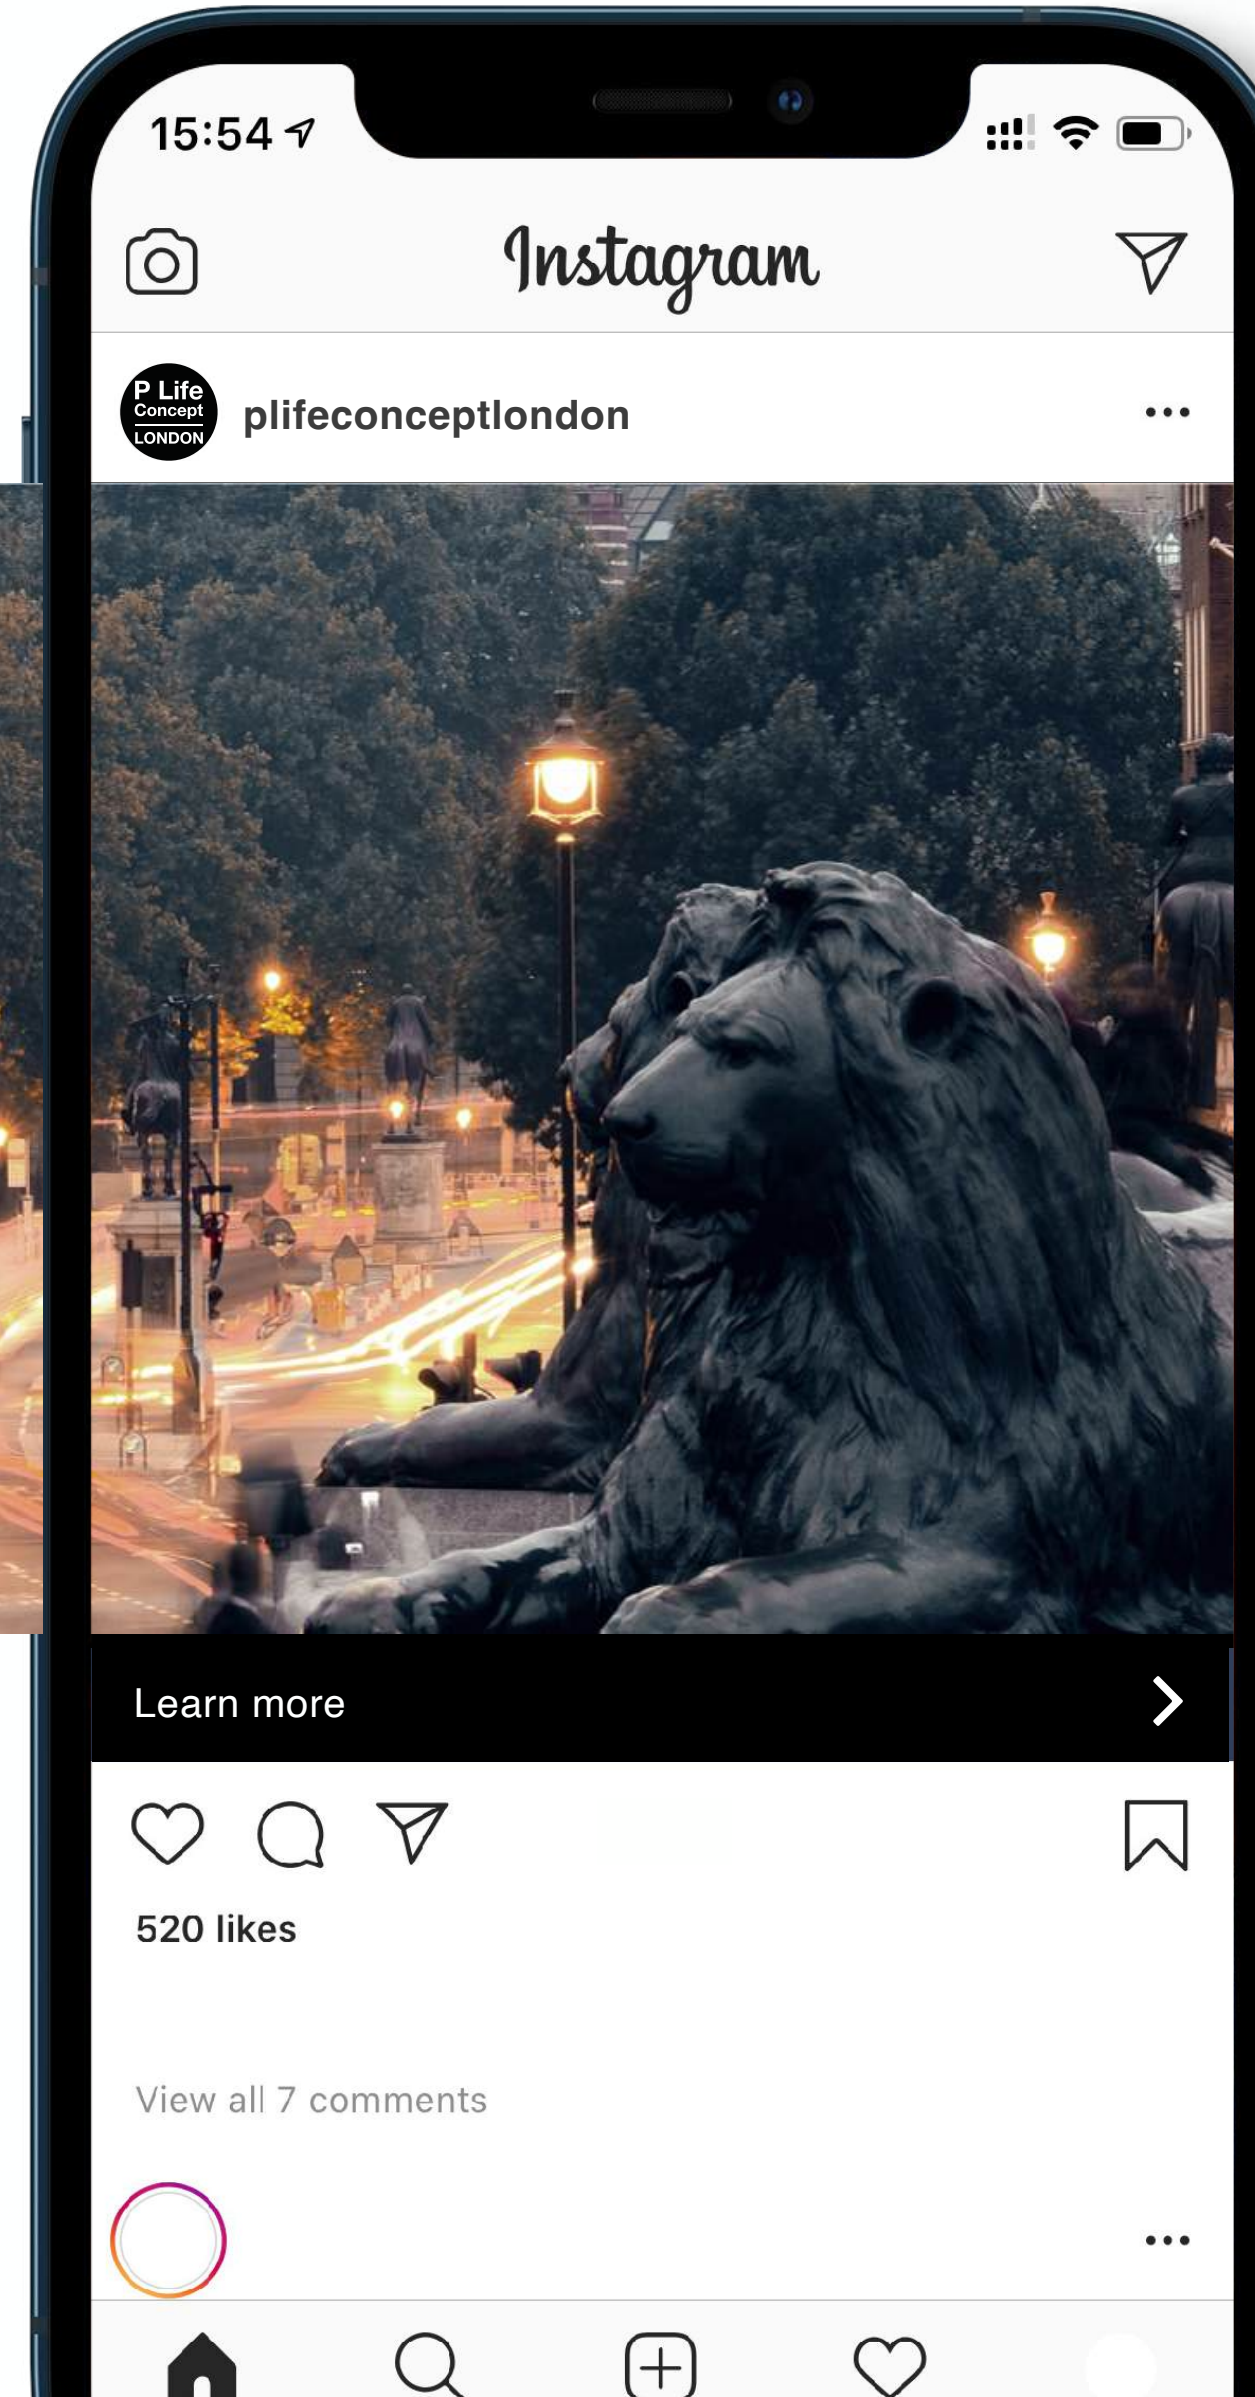 15:54
Instagram
P Life
Concept
LONDON
plifeconceptlondon
Learn more
520 likes
View all 7 comments